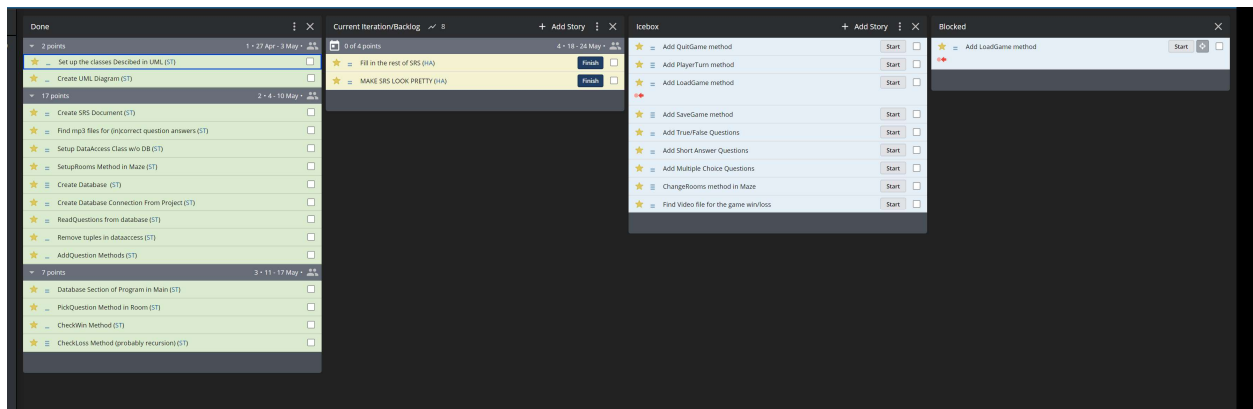 Done
2 points
1 • 27 Apr - 3 May •
Set up the classes Descibed in UML (ST)
Create UML Diagram (ST)
17 points
2 • 4 - 10 May •
Create SRS Document (ST)
Find mp3 files for (in)correct question answers (ST)
Setup DataAccess Class w/o DB (ST)
SetupRooms Method in Maze (ST)
Create Database (ST)
Create Database Connection From Project (ST)
ReadQuestions from database (ST)
Remove tuples in dataaccess (ST)
AddQuestion Methods (ST)
7 points
3 • 11 - 17 May •
Database Section of Program in Main (ST)
PickQuestion Method in Room (ST)
CheckWin Method (ST)
CheckLoss Method (probably recursion) (ST)
Current Iteration/Backlog 8
+ Add Story
0 of 4 points
4 • 18 - 24 May •
Fill in the rest of SRS (HA)
Finish
MAKE SRS LOOK PRETTY (HA)
Finish
Icebox
+ Add Story
Add QuitGame method
Start
Add PlayerTurn method
Start
Add LoadGame method
Start
Add SaveGame method
Start
Add True/False Questions
Start
Add Short Answer Questions
Start
Add Multiple Choice Questions
Start
ChangeRooms method in Maze
Start
Find Video file for the game win/loss
Start
Blocked
Add LoadGame method
Start